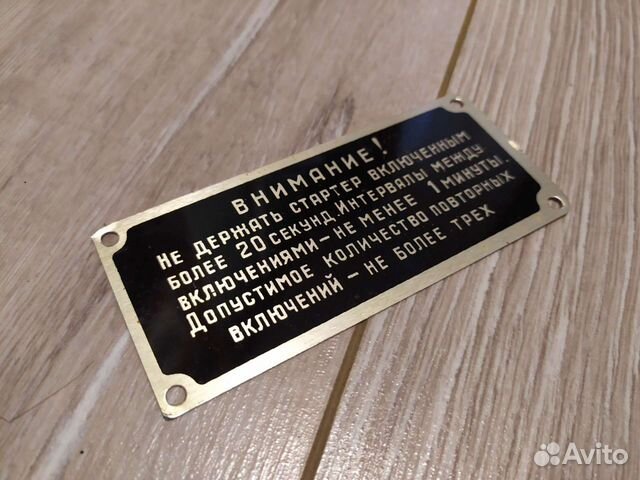 ВНИМАНИЕ!
НЕ ДЕРЖАТЬ СТАРТЕР ВКЛЮЧЕННЫМ
БОЛЕЕ 20 СЕКУНД. ИНТЕРВАЛЫ МЕЖДУ
ВКЛЮЧЕНИЯМИ – НЕ МЕНЕЕ 1 МИНУТЫ.
ДОПУСТИМОЕ КОЛИЧЕСТВО ПОВТОРНЫХ
ВКЛЮЧЕНИЙ – НЕ БОЛЕЕ ТРЕХ
Avito